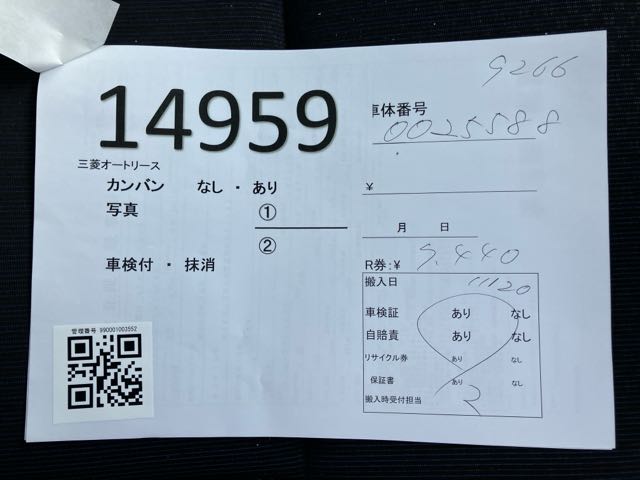 9266
14959
車体番号
0025588
三菱オートリース
カンバン なし ・ あり
¥
写真 ①
②
月 日
車検付 ・ 抹消
R券:¥ 9,440
搬入日 11/20
車検証 あり なし
自賠責 あり なし
リサイクル券 あり なし
保証書 あり なし
搬入時受付担当
管理番号 990001003552